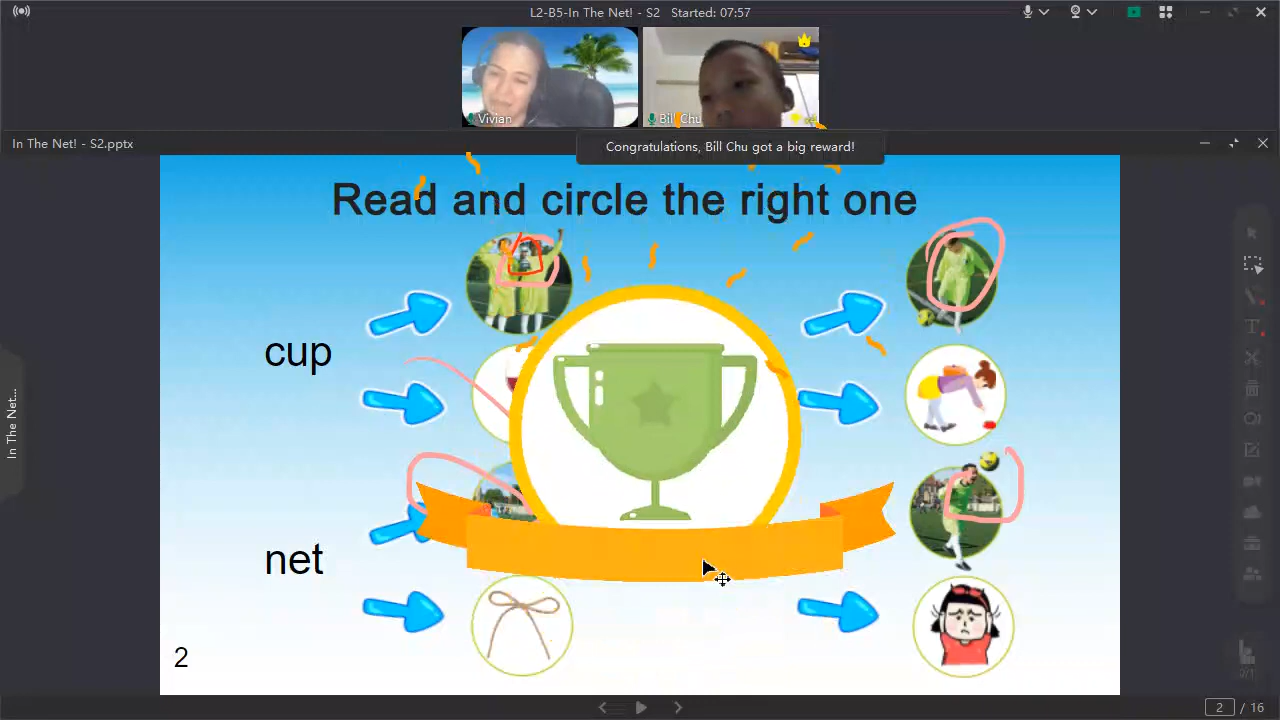 L2-B5-In The Net! - S2 Started: 07:57
Vivian
Bill Chu
In The Net! - S2.pptx
Congratulations, Bill Chu got a big reward!
Read and circle the right one
cup
net
2
In The Net...
2 / 16